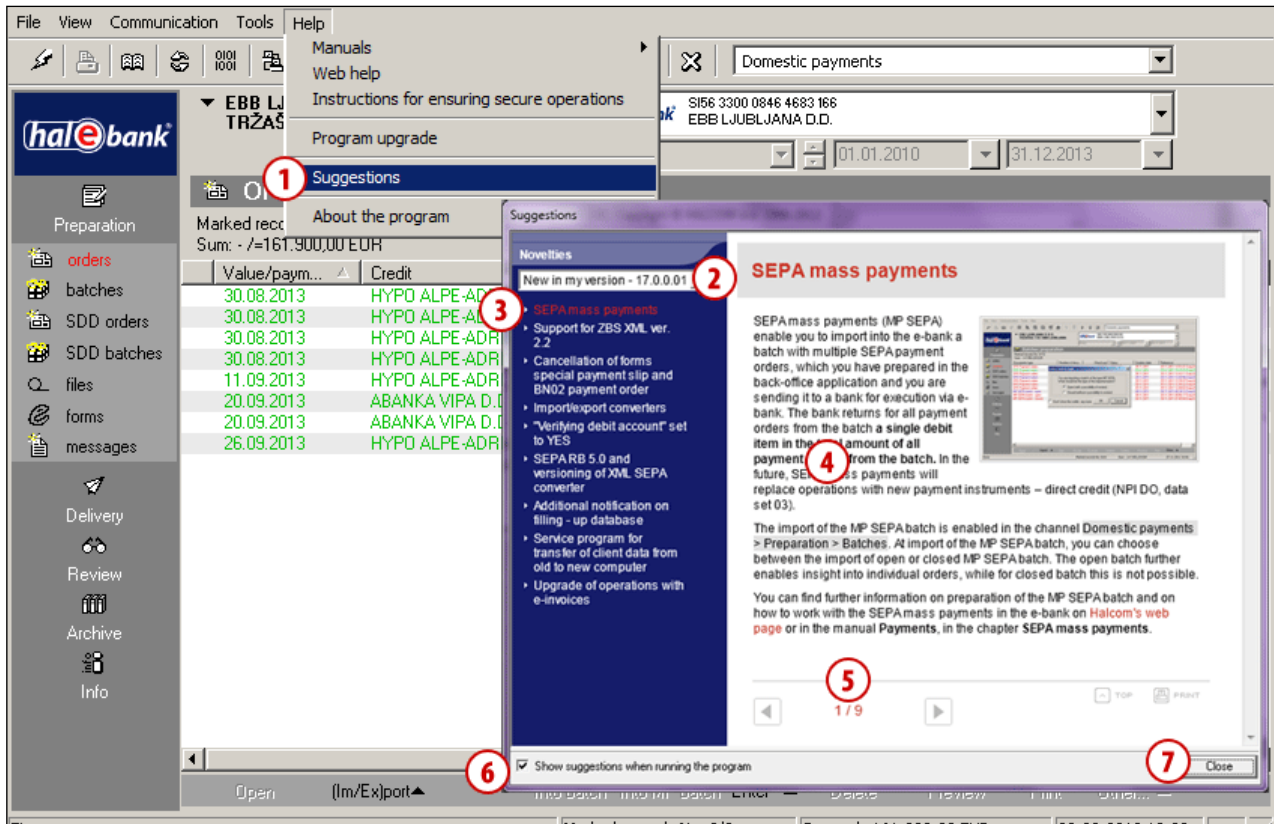 File View Communication Tools Help
Manuals
Web help
Instructions for ensuring secure operations
Program upgrade
Suggestions
About the program
Domestic payments
halebank
EBB LJ
TRŽAŠ
SI56 3300 0846 4683 166
EBB LJUBLJANA D.D.
01.01.2010
31.12.2013
1
Preparation
orders
batches
SDD orders
SDD batches
files
forms
messages
Delivery
Review
Archive
Info
Marked reco
Sum: - /=161.900,00 EUR
Value/paym... Credit
30.08.2013 HYPO ALPE-ADR
30.08.2013 HYPO ALPE-ADR
30.08.2013 HYPO ALPE-ADR
30.08.2013 HYPO ALPE-ADR
11.09.2013 HYPO ALPE-ADR
20.09.2013 ABANKA VIPA D.D
20.09.2013 ABANKA VIPA D.D
26.09.2013 HYPO ALPE-ADR
Open (Im/Ex)port
Suggestions
Novelties
New in my version - 17.0.0.01
2
3
SEPA mass payments
Support for ZBS XML ver.
2.2
Cancellation of forms
special payment slip and
BN02 payment order
Import/export converters
"Verifying debit account" set
to YES
SEPA RB 5.0 and
versioning of XML SEPA
converter
Additional notification on
filling - up database
Service program for
transfer of client data from
old to new computer
Upgrade of operations with
e-invoices
SEPA mass payments
SEPA mass payments (MP SEPA)
enable you to import into the e-bank a
batch with multiple SEPA payment
orders, which you have prepared in the
back-office application and you are
sending it to a bank for execution via e-
bank. The bank returns for all payment
orders from the batch a single debit
item in the amount of all
payment from the batch. In the
future, SE s payments will
replace operations with new payment instruments – direct credit (NPI DO, data
set 03).
4
The import of the MP SEPA batch is enabled in the channel Domestic payments
> Preparation > Batches. At import of the MP SEPA batch, you can choose
between the import of open or closed MP SEPA batch. The open batch further
enables insight into individual orders, while for closed batch this is not possible.
You can find further information on preparation of the MP SEPA batch and on
how to work with the SEPA mass payments in the e-bank on Halcom's web
page or in the manual Payments, in the chapter SEPA mass payments.
5
1 / 9
TOP PRINT
6
Show suggestions when running the program
7
Close